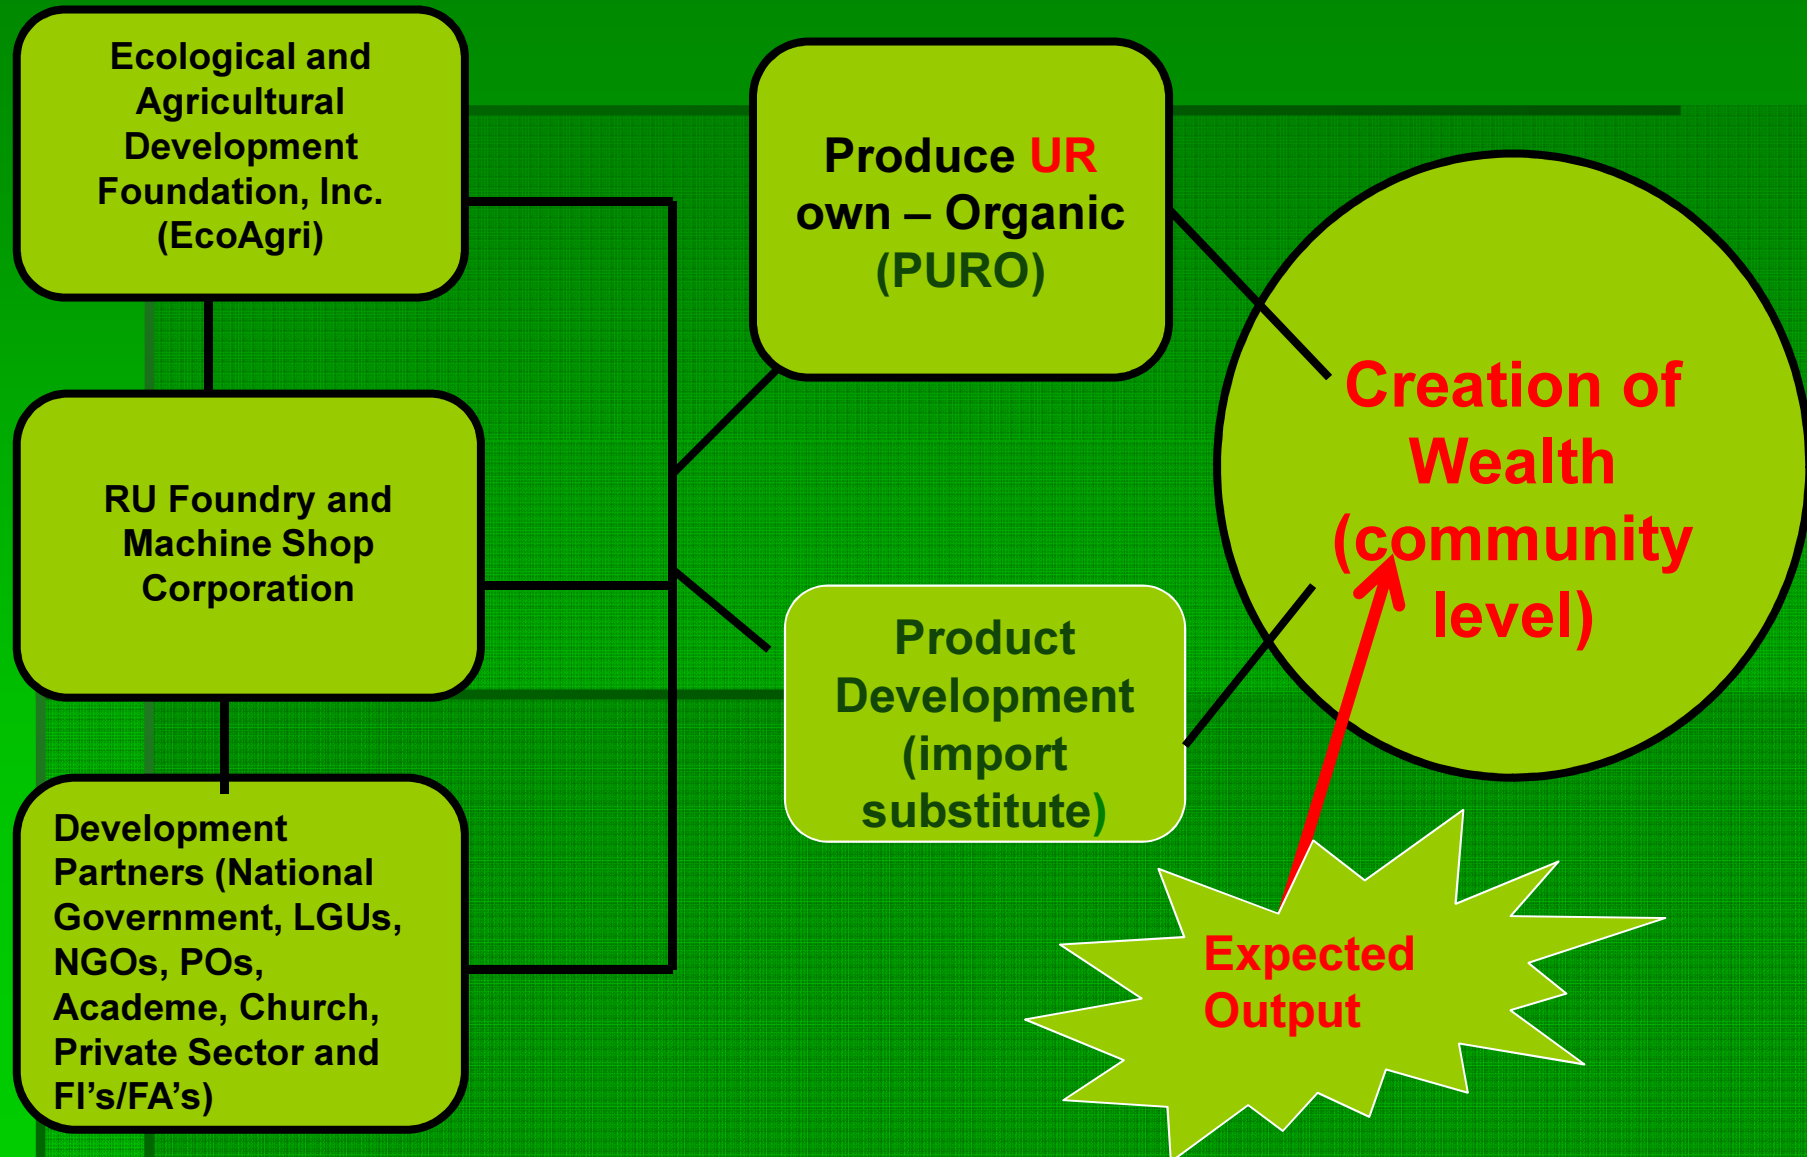 Ecological and
Agricultural
Development
Foundation, Inc.
(EcoAgri)
RU Foundry and
Machine Shop
Corporation
Development
Partners (National
Government, LGUs,
NGOs, POs,
Academe, Church,
Private Sector and
FI’s/FA’s)
Produce UR
own – Organic
(PURO)
Product
Development
(import
substitute)
Creation of
Wealth
(community
level)
Expected
Output